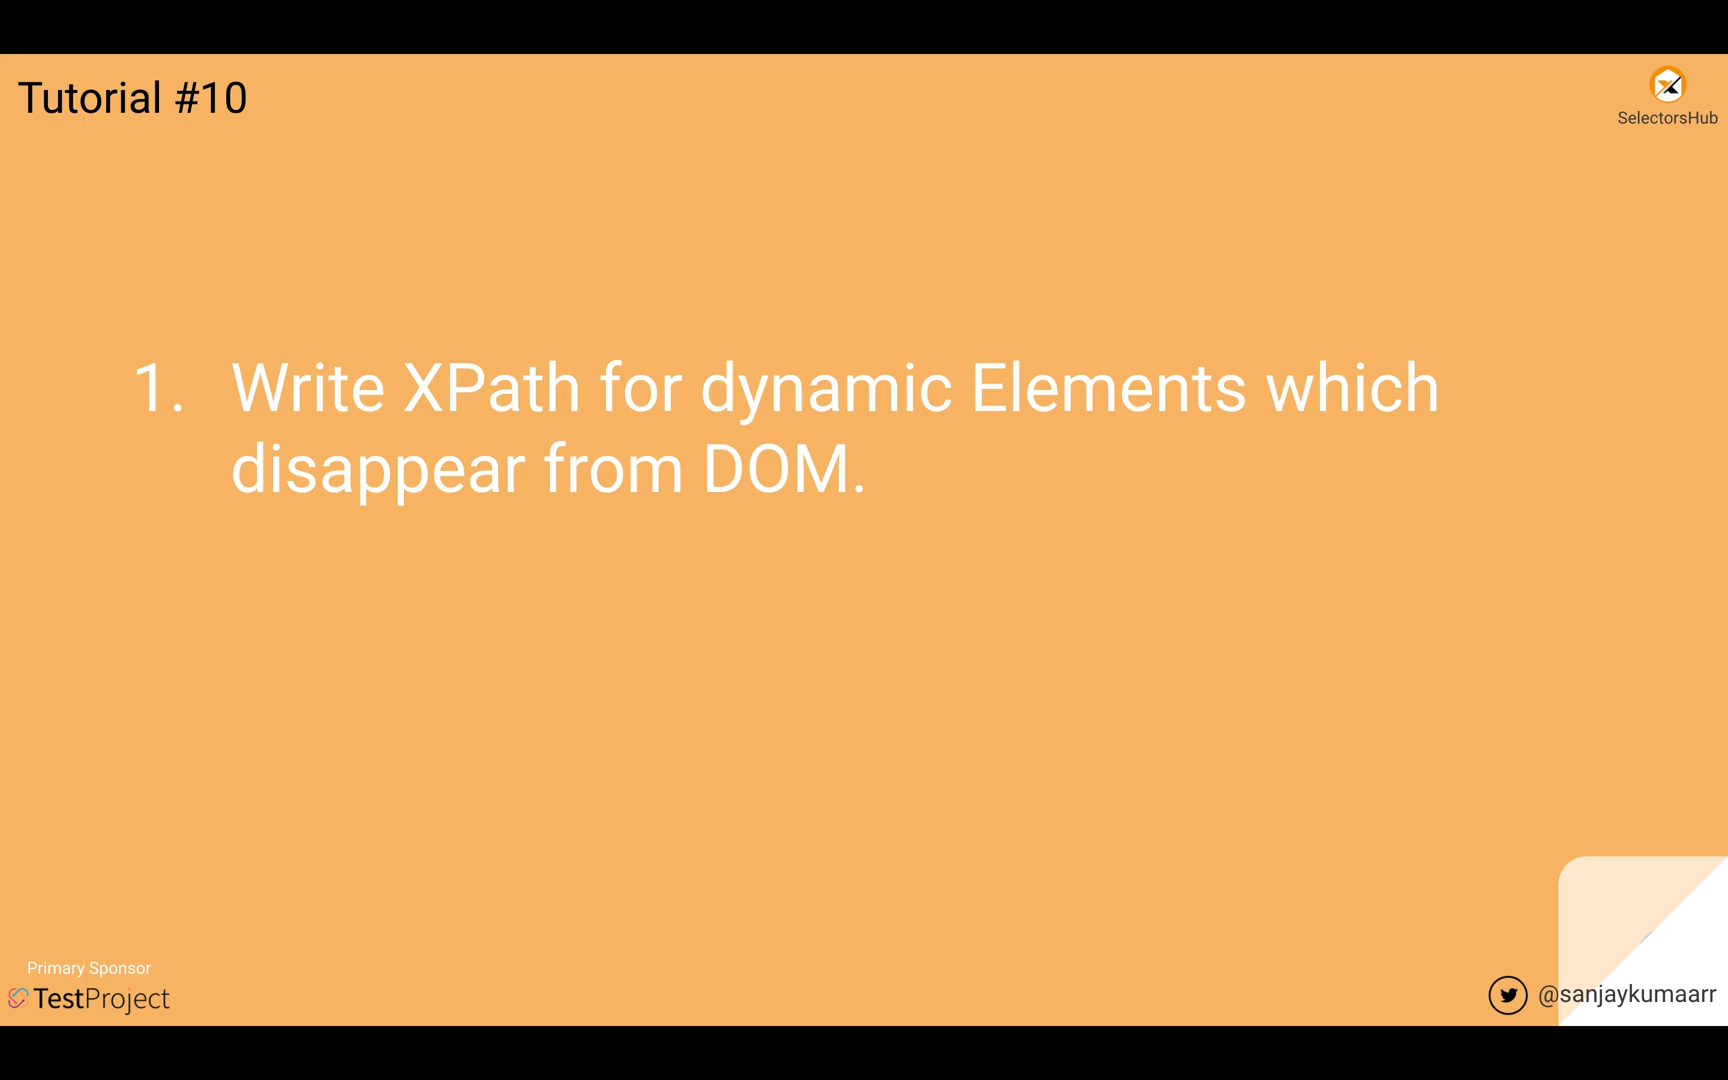 Tutorial #10
SelectorsHub
1. Write XPath for dynamic Elements which
disappear from DOM.
Primary Sponsor
TestProject
@sanjaykumaarr